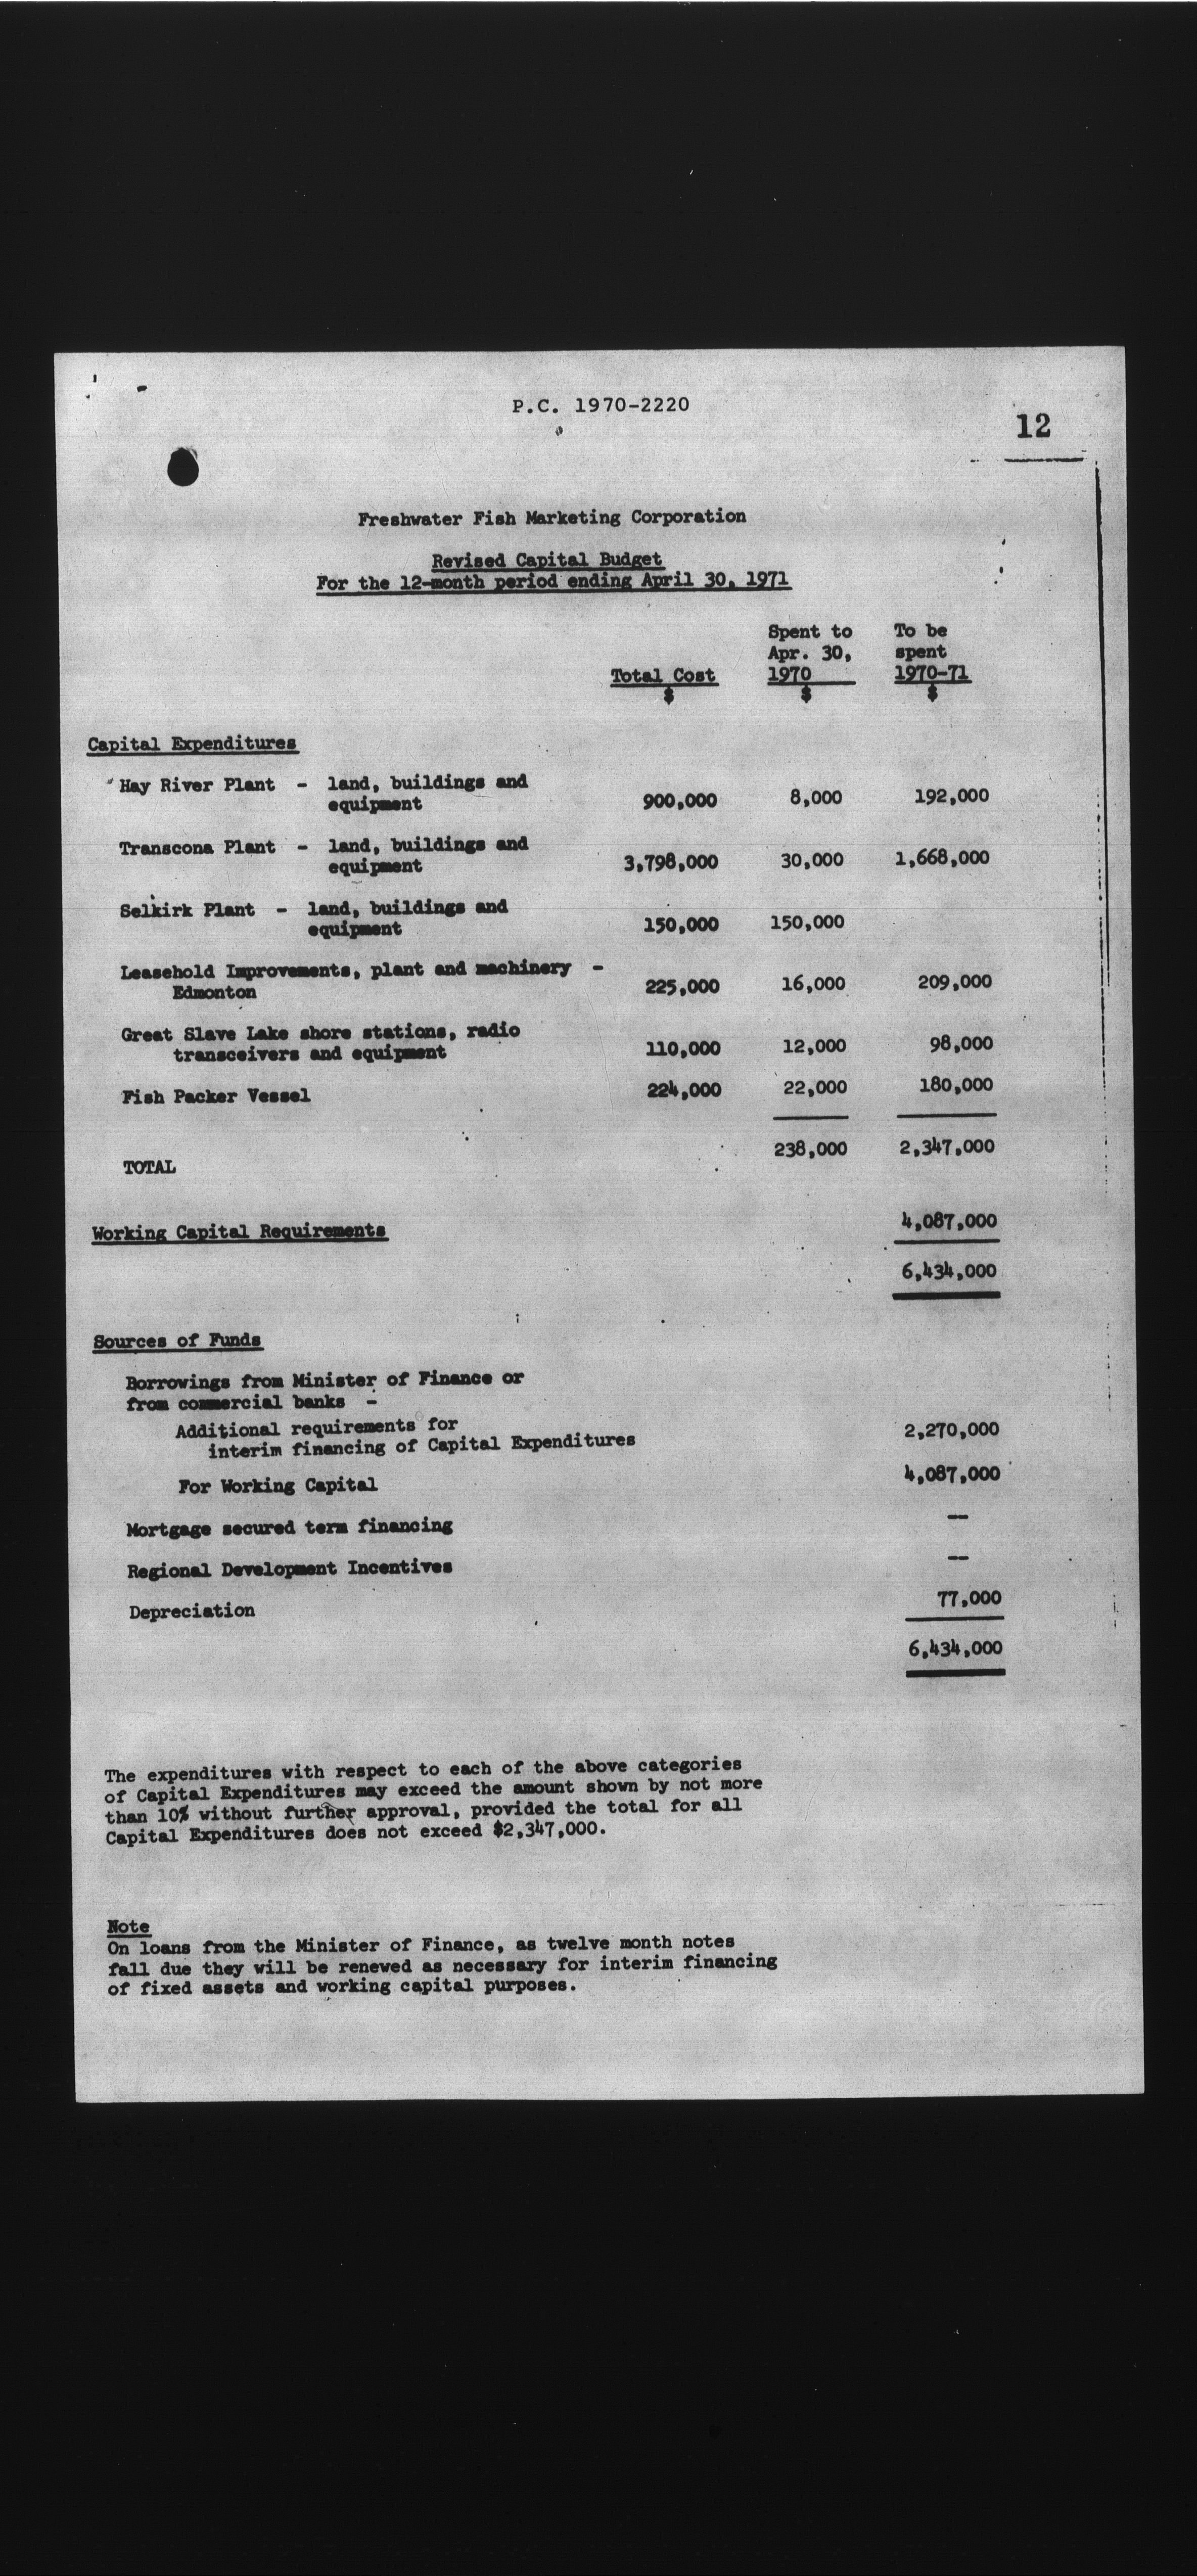 P.C. 1970-2220
12
Freshwater Fish Marketing Corporation
Revised Capital Budget
For the 12-month period ending April 30, 1971
Spent to To be
Apr. 30, spent
Total Cost 1970 1970-71
$ $ $
Capital Expenditures
Hay River Plant - land, buildings and
equipment 900,000 8,000 192,000
Transcona Plant - land, buildings and
equipment 3,798,000 30,000 1,668,000
Selkirk Plant - land, buildings and
equipment 150,000 150,000
Leasehold Improvements, plant and machinery -
Edmonton 225,000 16,000 209,000
Great Slave Lake shore stations, radio
transceivers and equipment 110,000 12,000 98,000
Fish Packer Vessel 224,000 22,000 180,000
TOTAL 238,000 2,347,000
Working Capital Requirements 4,087,000
6,434,000
Sources of Funds
Borrowings from Minister of Finance or
from commercial banks -
Additional requirements for
interim financing of Capital Expenditures 2,270,000
For Working Capital 4,087,000
Mortgage secured term financing --
Regional Development Incentives --
Depreciation 77,000
6,434,000
The expenditures with respect to each of the above categories
of Capital Expenditures may exceed the amount shown by not more
than 10% without further approval, provided the total for all
Capital Expenditures does not exceed $2,347,000.
Note
On loans from the Minister of Finance, as twelve month notes
fall due they will be renewed as necessary for interim financing
of fixed assets and working capital purposes.